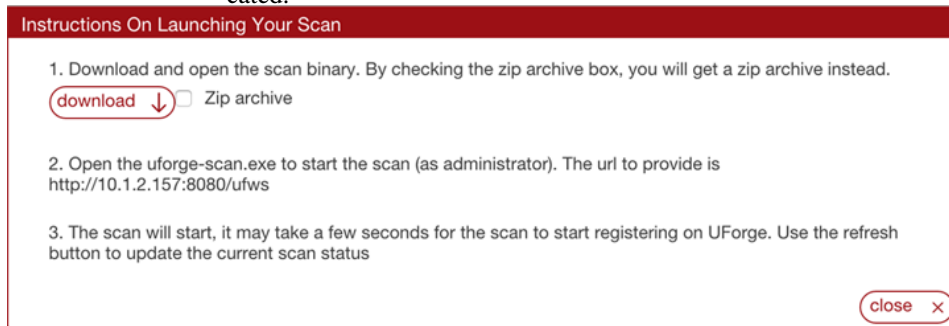 cated.
Instructions On Launching Your Scan
1. Download and open the scan binary. By checking the zip archive box, you will get a zip archive instead.
download Zip archive
2. Open the uforge-scan.exe to start the scan (as administrator). The url to provide is
http://10.1.2.157:8080/ufws
3. The scan will start, it may take a few seconds for the scan to start registering on UForge. Use the refresh
button to update the current scan status
close